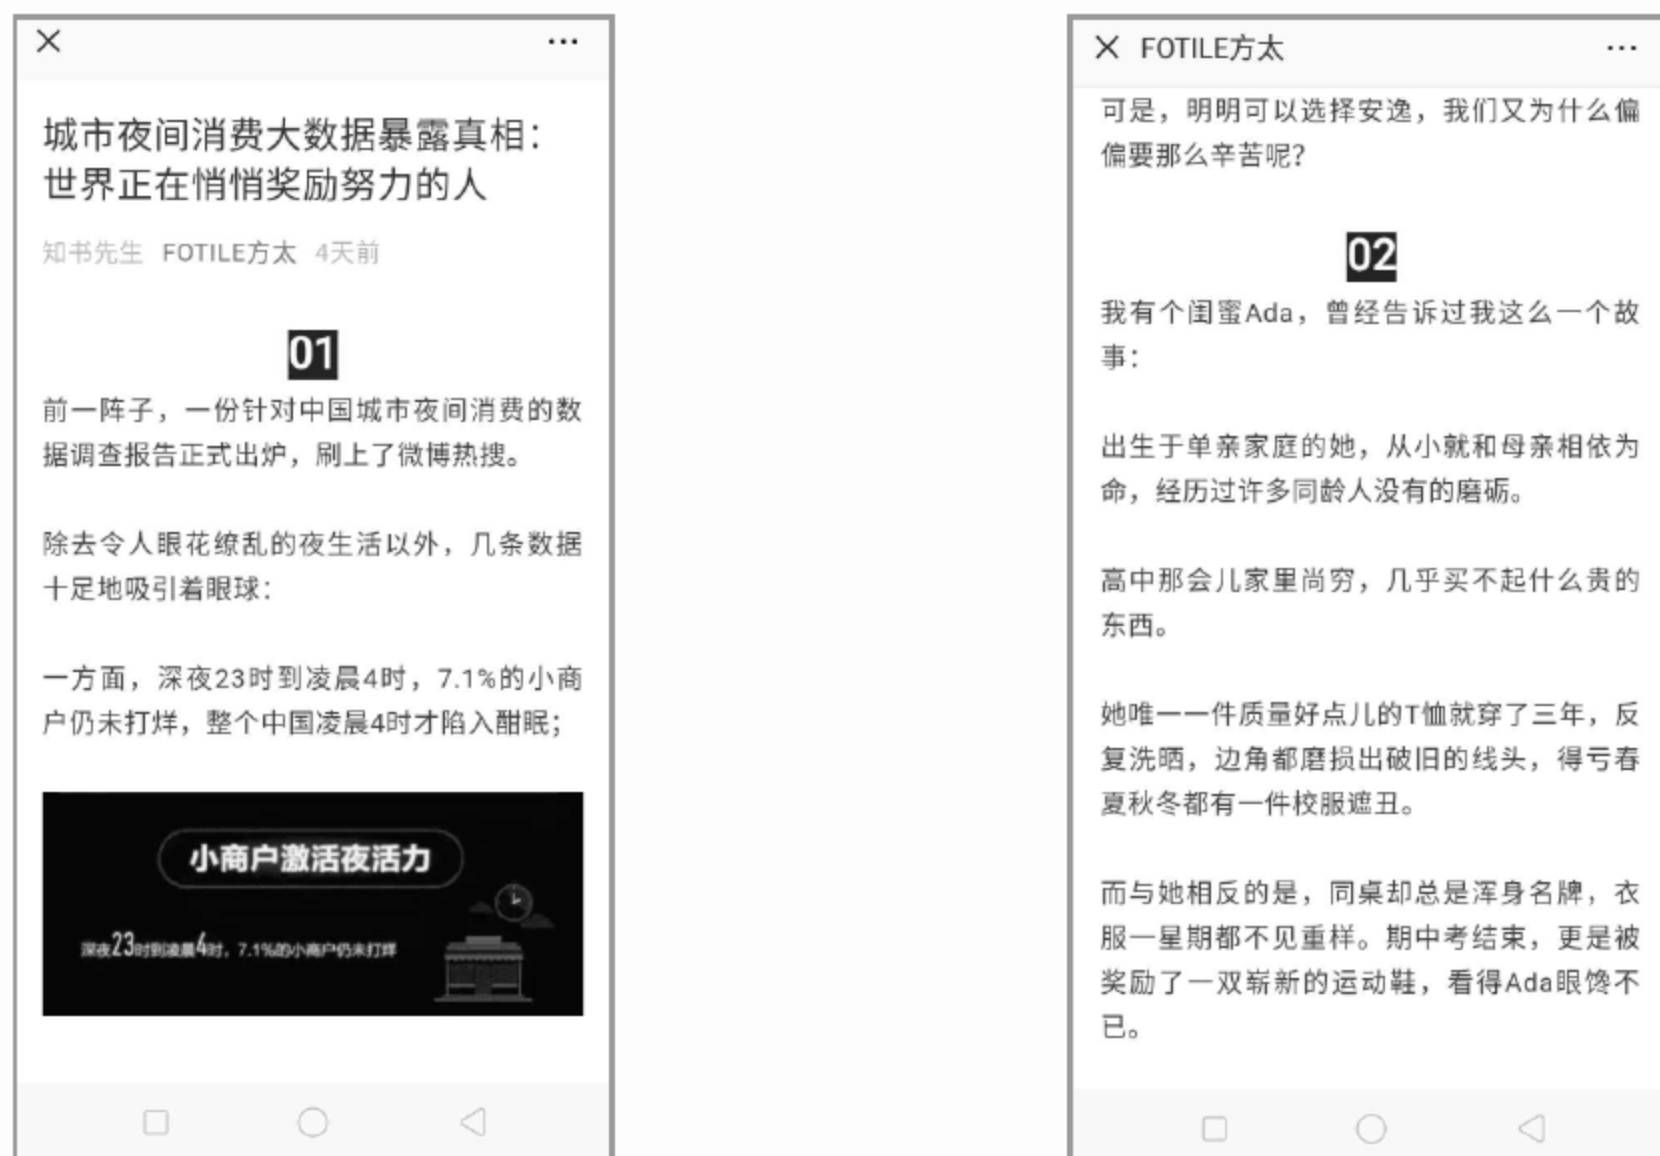 城市夜间消费大数据暴露真相：
世界正在悄悄奖励努力的人
知书先生 FOTILE方太 4天前
01
前一阵子，一份针对中国城市夜间消费的数
据调查报告正式出炉，刷上了微博热搜。
除去令人眼花缭乱的夜生活以外，几条数据
十足地吸引着眼球：
一方面，深夜23时到凌晨4时，7.1%的小商
户仍未打烊，整个中国凌晨4时才陷入酣眠；
小商户激活夜活力
深夜23时到凌晨4时，7.1%的小商户仍未打烊
FOTILE方太
可是，明明可以选择安逸，我们又为什么偏
偏要那么辛苦呢？
02
我有个闺蜜Ada，曾经告诉过我这么一个故
事：
出生于单亲家庭的她，从小就和母亲相依为
命，经历过许多同龄人没有的磨砺。
高中那会儿家里尚穷，几乎买不起什么贵的
东西。
她唯一一件质量好点儿的T恤就穿了三年，反
复洗晒，边角都磨损出破旧的线头，得亏春
夏秋冬都有一件校服遮丑。
而与她相反的是，同桌却总是浑身名牌，衣
服一星期都不见重样。期中考结束，更是被
奖励了一双崭新的运动鞋，看得Ada眼馋不
已。